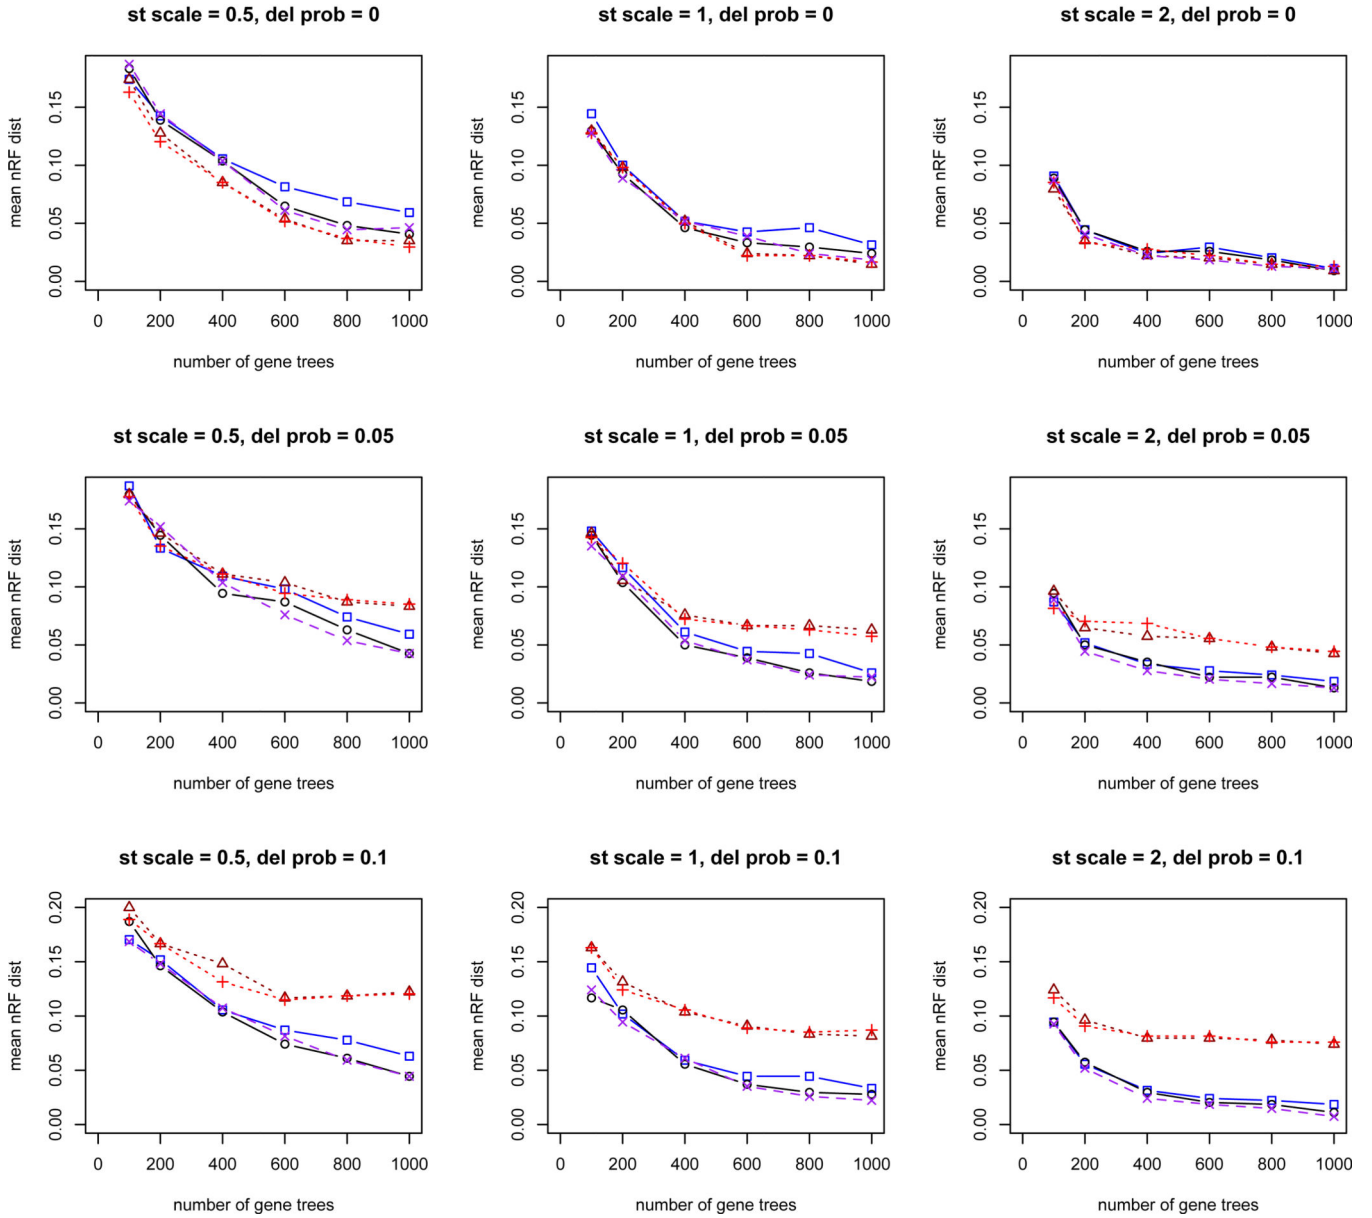 st scale = 0.5, del prob = 0
mean nRF dist
0.00 0.05 0.10 0.15
0 200 400 600 800 1000
number of gene trees
st scale = 1, del prob = 0
mean nRF dist
0.00 0.05 0.10 0.15
0 200 400 600 800 1000
number of gene trees
st scale = 2, del prob = 0
mean nRF dist
0.00 0.05 0.10 0.15
0 200 400 600 800 1000
number of gene trees
st scale = 0.5, del prob = 0.05
mean nRF dist
0.00 0.05 0.10 0.15
0 200 400 600 800 1000
number of gene trees
st scale = 1, del prob = 0.05
mean nRF dist
0.00 0.05 0.10 0.15
0 200 400 600 800 1000
number of gene trees
st scale = 2, del prob = 0.05
mean nRF dist
0.00 0.05 0.10 0.15
0 200 400 600 800 1000
number of gene trees
st scale = 0.5, del prob = 0.1
mean nRF dist
0.00 0.05 0.10 0.15 0.20
0 200 400 600 800 1000
number of gene trees
st scale = 1, del prob = 0.1
mean nRF dist
0.00 0.05 0.10 0.15 0.20
0 200 400 600 800 1000
number of gene trees
st scale = 2, del prob = 0.1
mean nRF dist
0.00 0.05 0.10 0.15 0.20
0 200 400 600 800 1000
number of gene trees